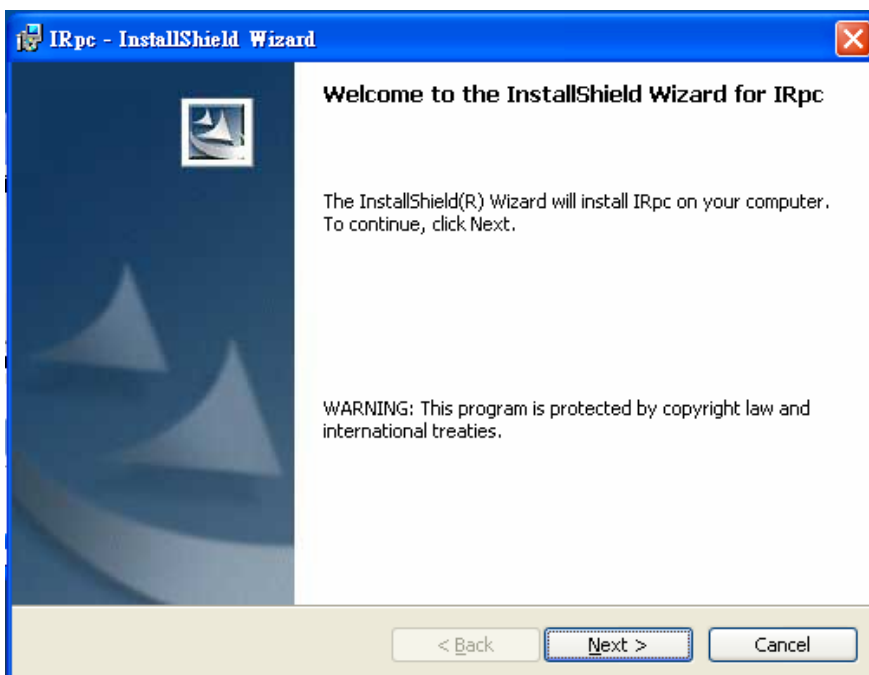 IRpc - InstallShield Wizard
Welcome to the InstallShield Wizard for IRpc
The InstallShield(R) Wizard will install IRpc on your computer.
To continue, click Next.
WARNING: This program is protected by copyright law and
international treaties.
< Back
Next >
Cancel